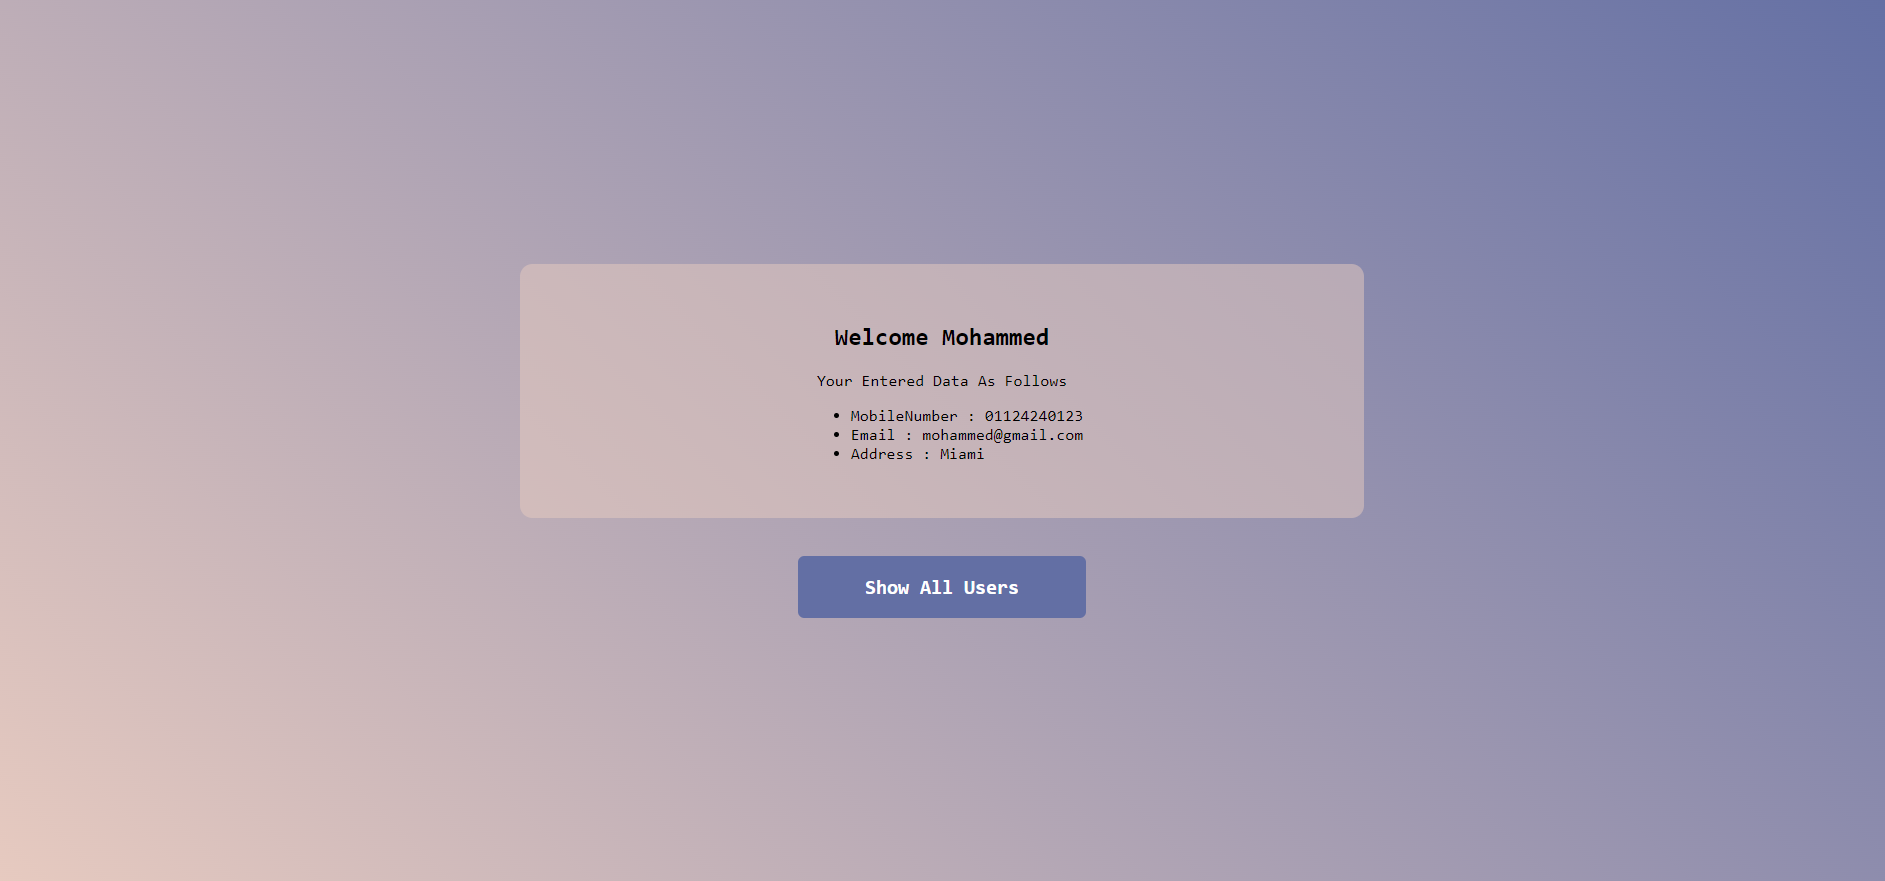 Welcome Mohammed
Your Entered Data As Follows
• MobileNumber : 01124240123
• Email : mohammed@gmail.com
• Address : Miami
Show All Users